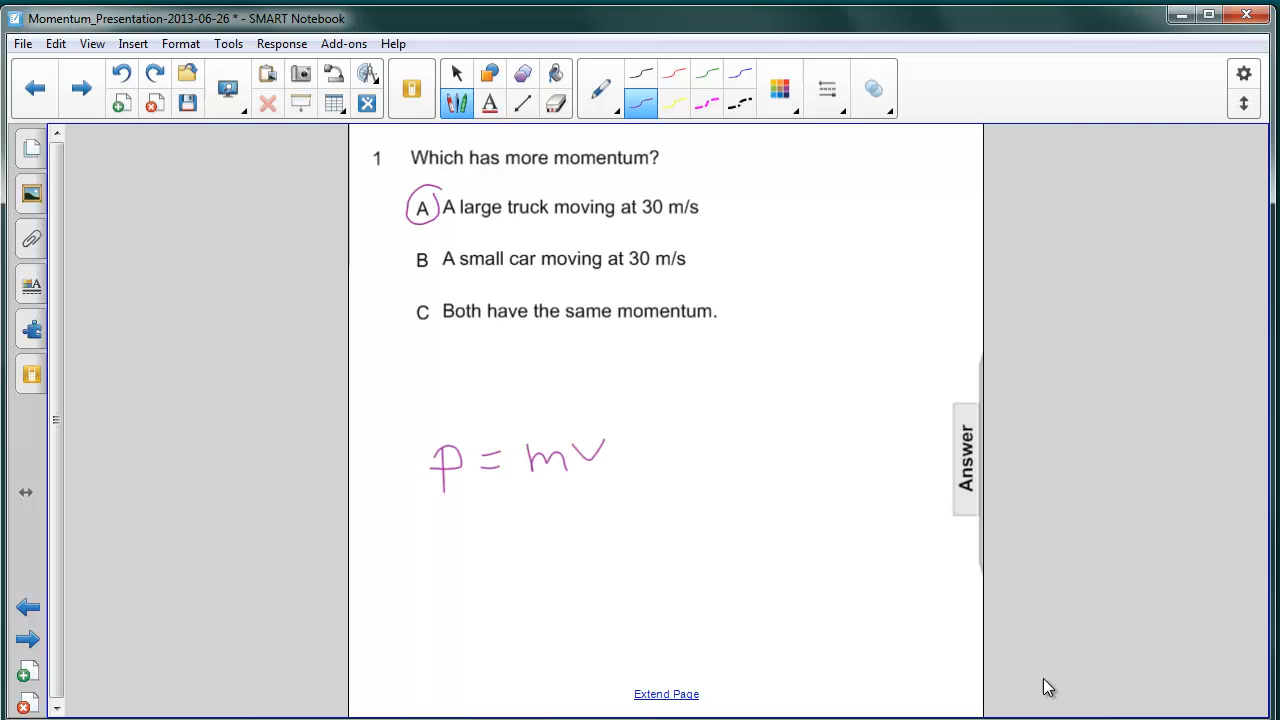 Momentum_Presentation-2013-06-26 * - SMART Notebook
File Edit View Insert Format Tools Response Add-ons Help
1 Which has more momentum?
A A large truck moving at 30 m/s
B A small car moving at 30 m/s
C Both have the same momentum.
p = mv
Answer
Extend Page